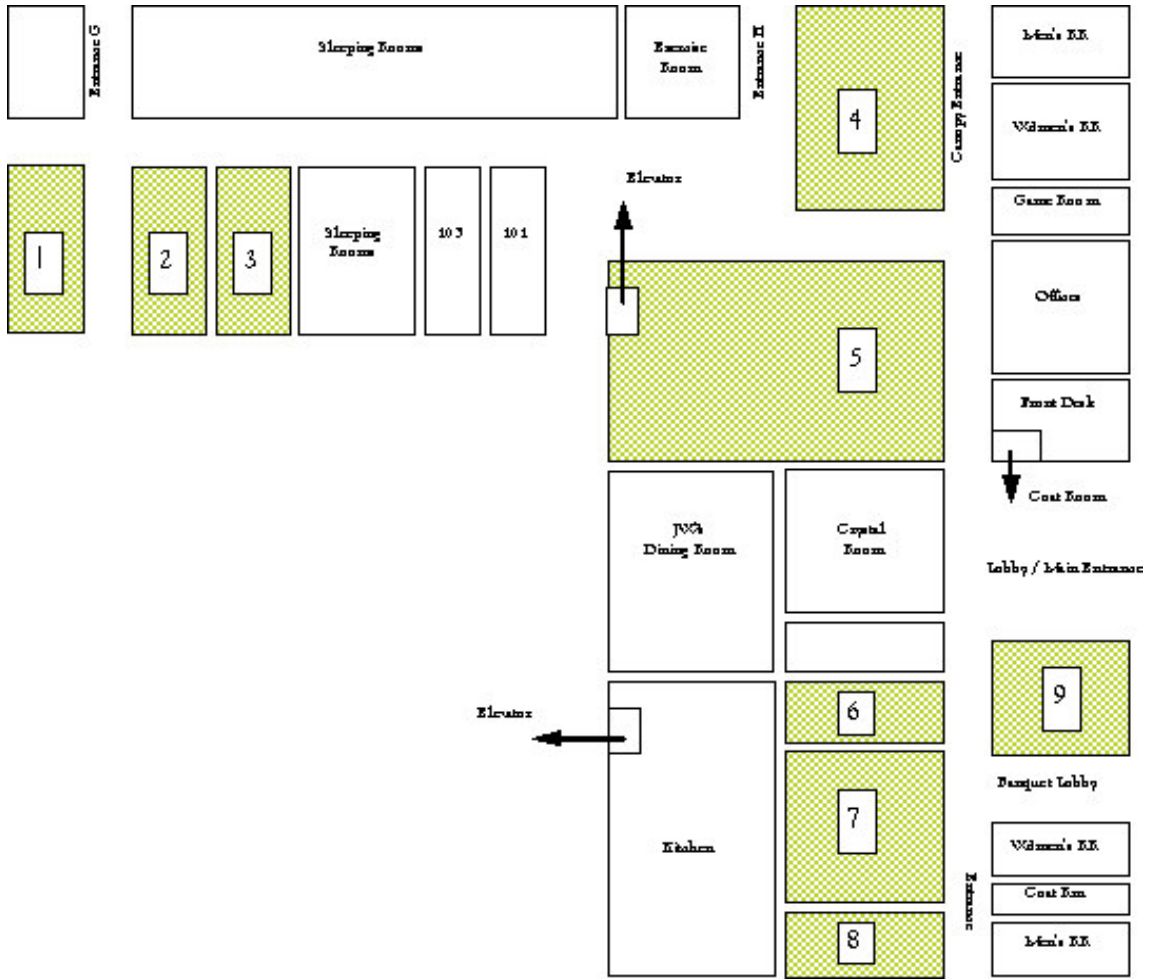 Entrance G
Sleeping Rooms
Exercise
Room
Entrance H
4
Canopy Entrance
Men's RR
Women's RR
Game Room
1
2
3
Sleeping
Rooms
103
101
Elevator
5
Offices
Front Desk
Coat Room
JW's
Dining Room
Crystal
Room
Lobby / Main Entrance
Elevator
6
9
Banquet Lobby
7
Kitchen
Entrance
Women's RR
Coat Rm
8
Men's RR